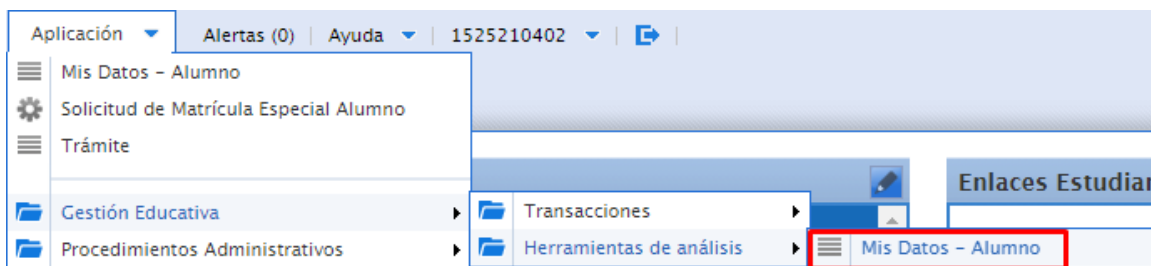 Aplicación Alertas (0) | Ayuda | 1525210402 | |
Mis Datos - Alumno
Solicitud de Matrícula Especial Alumno
Trámite
Enlaces
Gestión Educativa Transacciones
Procedimientos Administrativos Herramientas de análisis Mis Datos - Alumno